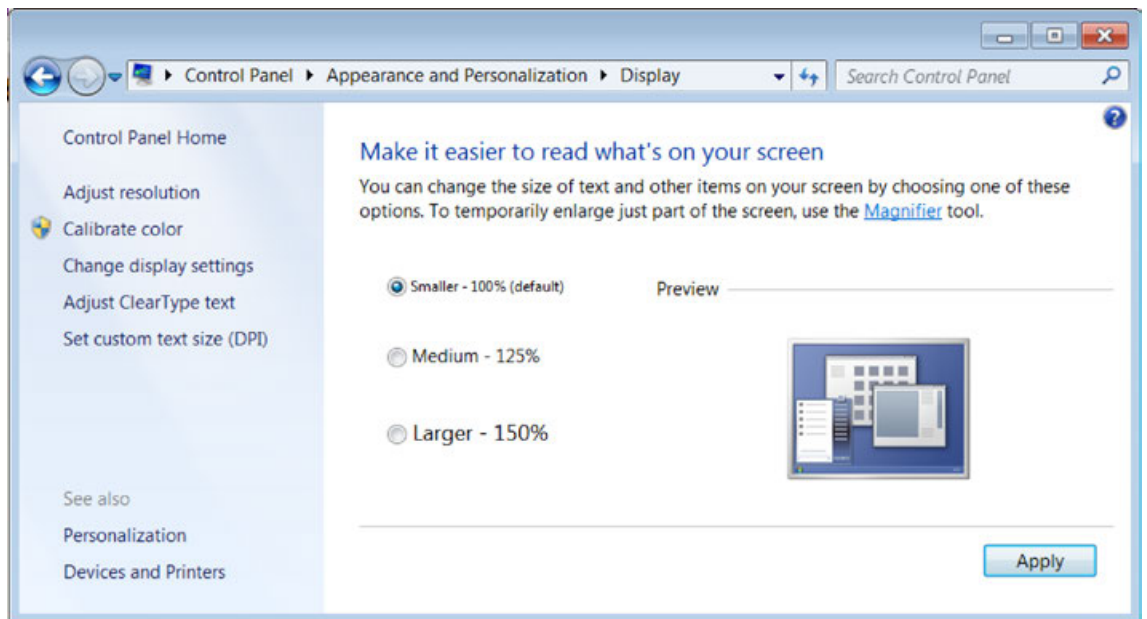 Control Panel ▸ Appearance and Personalization ▸ Display
Search Control Panel
Control Panel Home
Adjust resolution
Calibrate color
Change display settings
Adjust ClearType text
Set custom text size (DPI)
See also
Personalization
Devices and Printers
Make it easier to read what's on your screen
You can change the size of text and other items on your screen by choosing one of these
options. To temporarily enlarge just part of the screen, use the Magnifier tool.
Smaller - 100% (default)
Preview
Medium - 125%
Larger - 150%
Apply